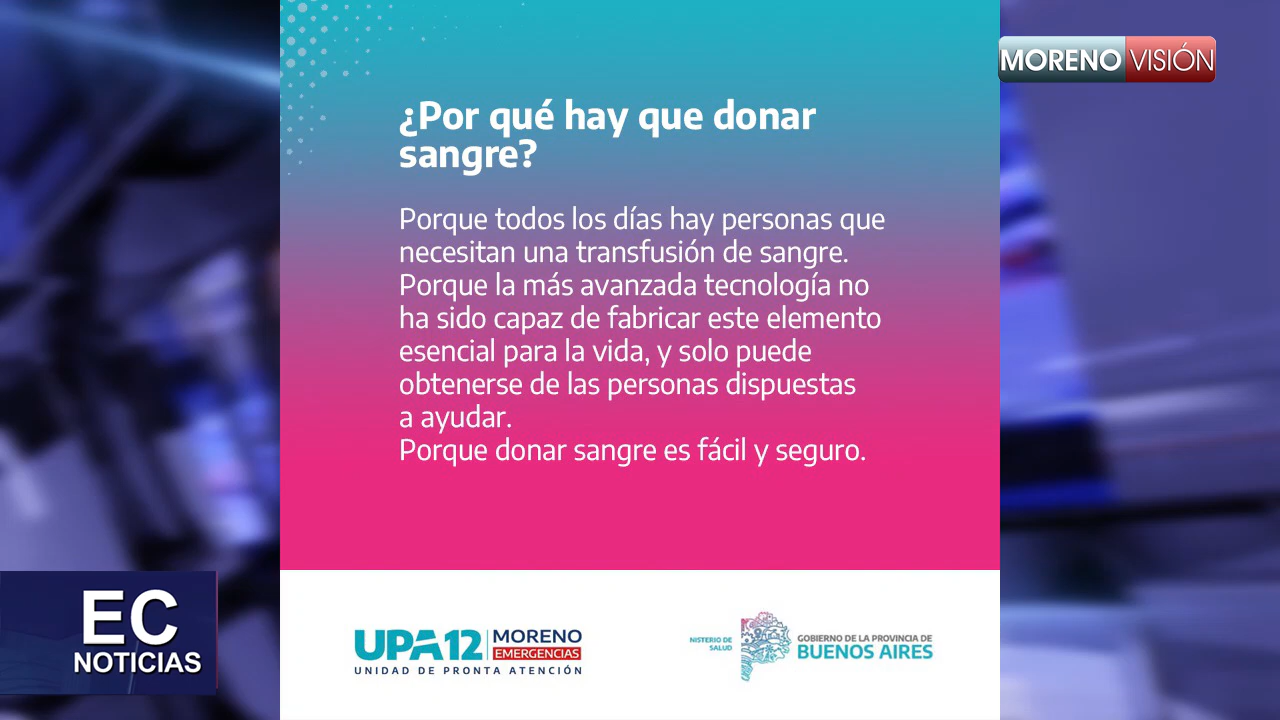 MORENO VISIÓN
¿Por qué hay que donar
sangre?
Porque todos los días hay personas que
necesitan una transfusión de sangre.
Porque la más avanzada tecnología no
ha sido capaz de fabricar este elemento
esencial para la vida, y solo puede
obtenerse de las personas dispuestas
a ayudar.
Porque donar sangre es fácil y seguro.
EC
NOTICIAS
UPA12 MORENO
EMERGENCIAS
UNIDAD DE PRONTA ATENCIÓN
NISTERIO DE
SALUD
GOBIERNO DE LA PROVINCIA DE
BUENOS AIRES